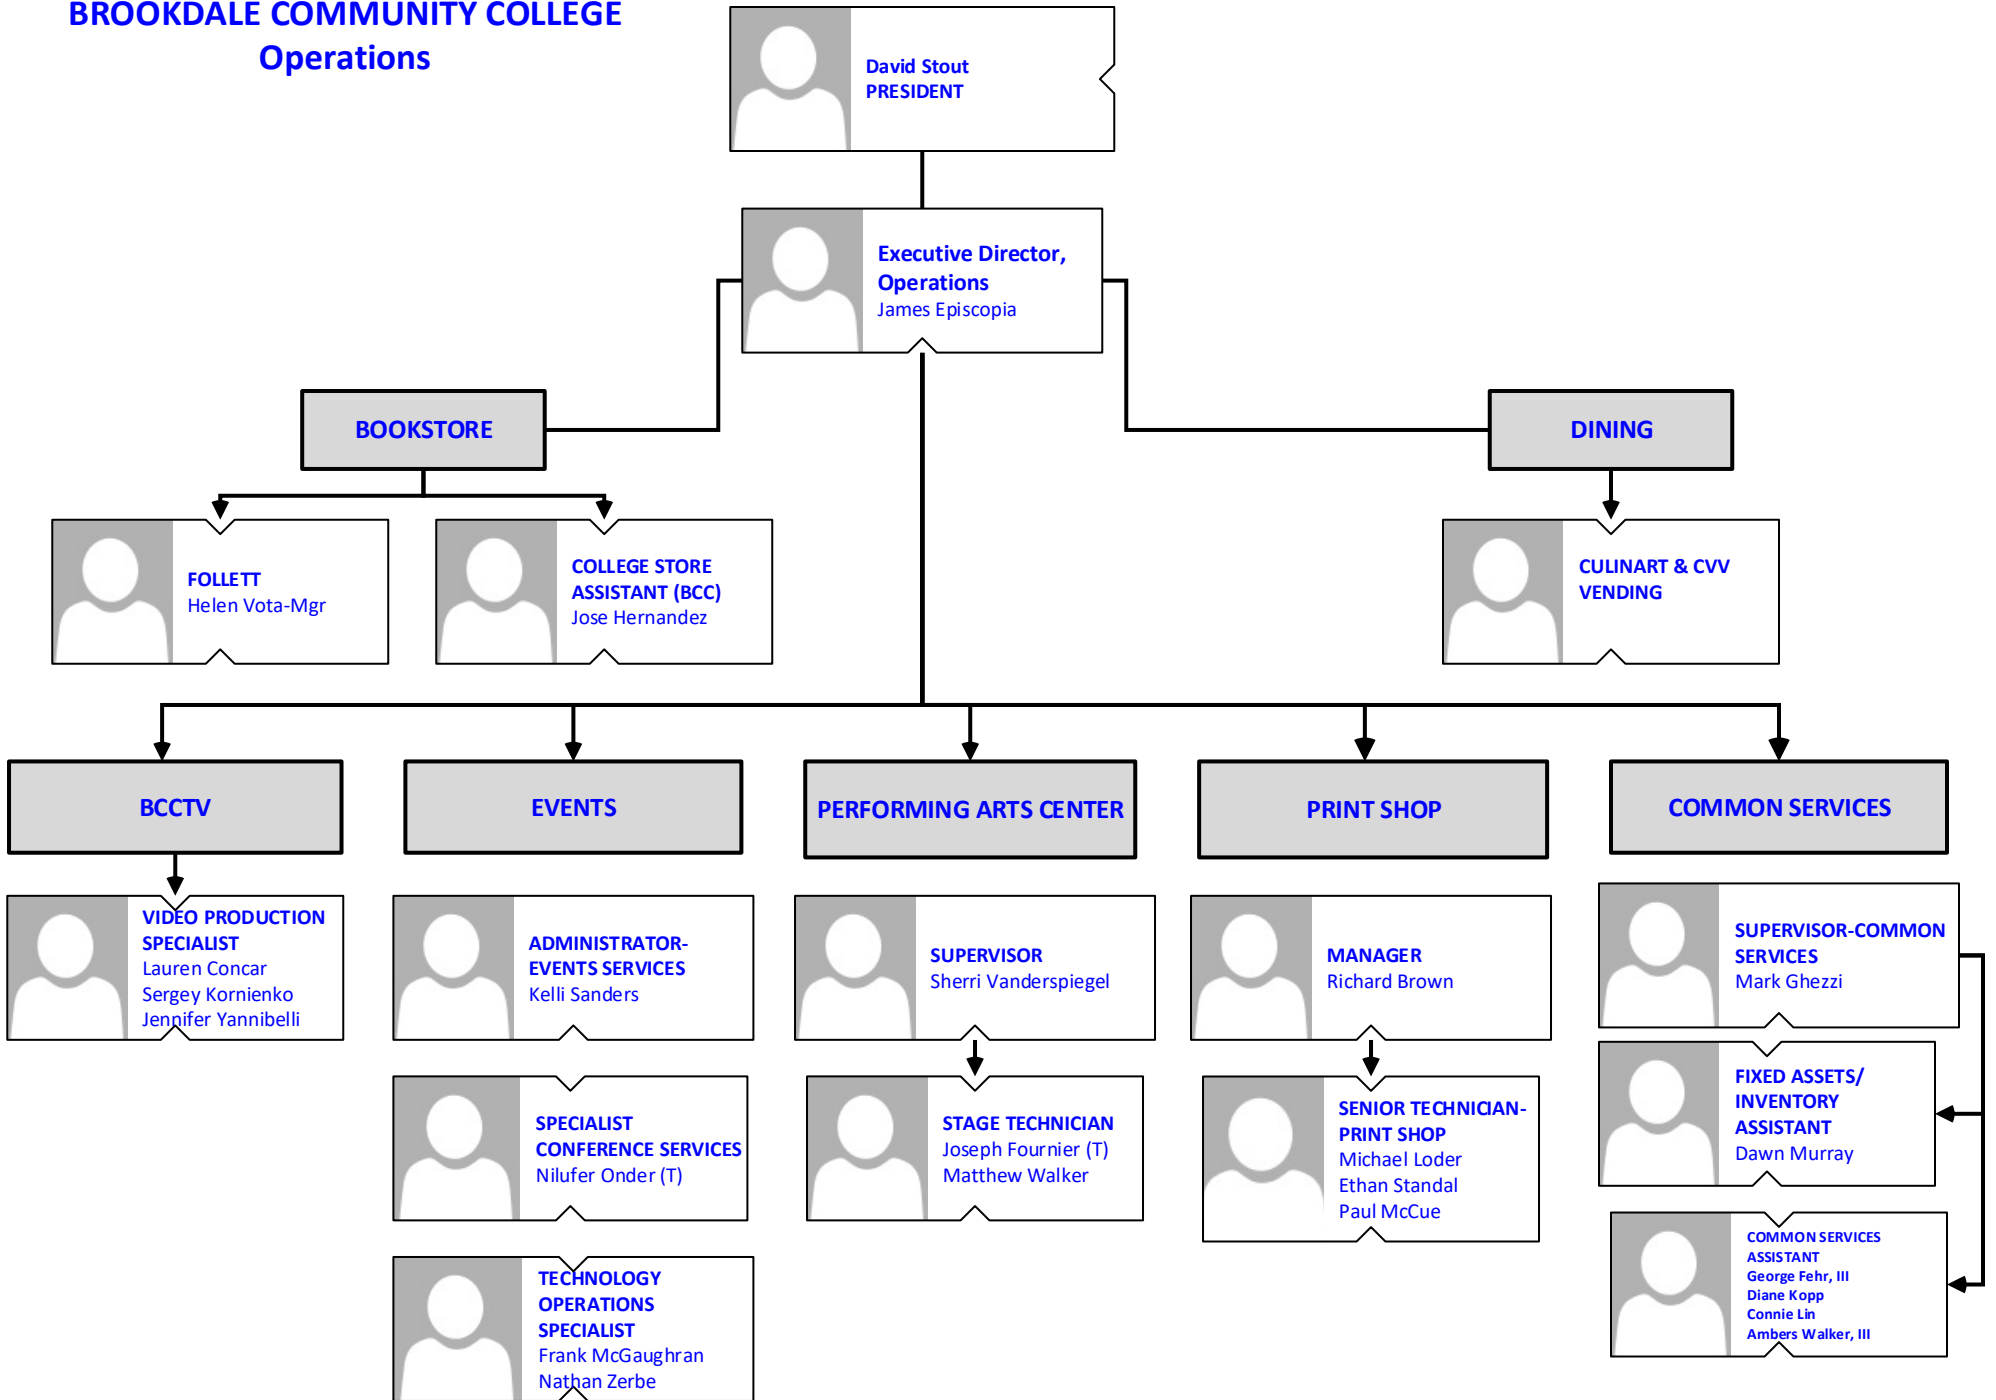 BROOKDALE COMMUNITY COLLEGE
Operations
David Stout
PRESIDENT
Executive Director,
Operations
James Episcopia
BOOKSTORE
DINING
FOLLETT
Helen Vota-Mgr
COLLEGE STORE
ASSISTANT (BCC)
Jose Hernandez
CULINART & CVV
VENDING
BCCTV
EVENTS
PERFORMING ARTS CENTER
PRINT SHOP
COMMON SERVICES
VIDEO PRODUCTION
SPECIALIST
Lauren Concar
Sergey Kornienko
Jennifer Yannibelli
ADMINISTRATOR-
EVENTS SERVICES
Kelli Sanders
SUPERVISOR
Sherri Vanderspiegel
MANAGER
Richard Brown
SUPERVISOR-COMMON
SERVICES
Mark Ghezzi
SPECIALIST
CONFERENCE SERVICES
Nilufer Onder (T)
STAGE TECHNICIAN
Joseph Fournier (T)
Matthew Walker
SENIOR TECHNICIAN-
PRINT SHOP
Michael Loder
Ethan Standal
Paul McCue
FIXED ASSETS/
INVENTORY
ASSISTANT
Dawn Murray
TECHNOLOGY
OPERATIONS
SPECIALIST
Frank McGaughran
Nathan Zerbe
COMMON SERVICES
ASSISTANT
George Fehr, III
Diane Kopp
Connie Lin
Ambers Walker, III